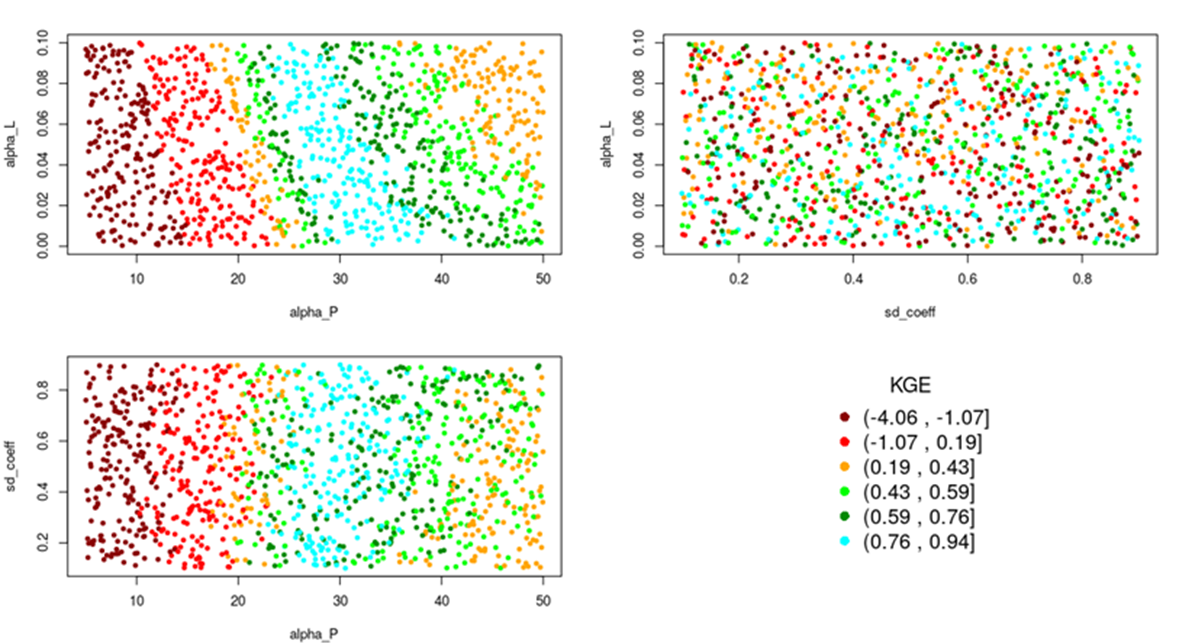 alpha_L
0.00 0.02 0.04 0.06 0.08 0.10
10 20 30 40 50
alpha_P
alpha_L
0.00 0.02 0.04 0.06 0.08 0.10
0.2 0.4 0.6 0.8
sd_coeff
sd_coeff
0.2 0.4 0.6 0.8
10 20 30 40 50
alpha_P
KGE
(-4.06 , -1.07]
(-1.07 , 0.19]
(0.19 , 0.43]
(0.43 , 0.59]
(0.59 , 0.76]
(0.76 , 0.94]